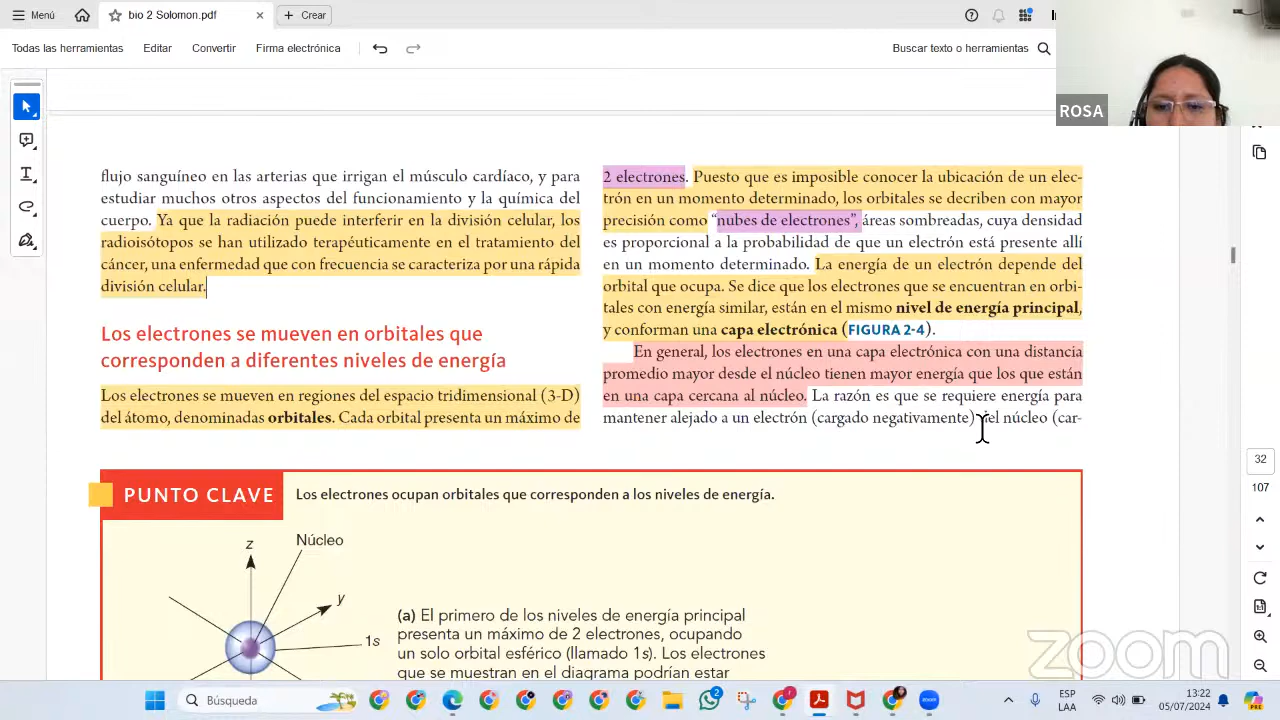 Menú
bio 2 Solomon.pdf
Crear
Todas las herramientas
Editar
Convertir
Firma electrónica
Buscar texto o herramientas
ROSA
flujo sanguíneo en las arterias que irrigan el músculo cardíaco, y para
estudiar muchos otros aspectos del funcionamiento y la química del
cuerpo. Ya que la radiación puede interferir en la división celular, los
radioisótopos se han utilizado terapéuticamente en el tratamiento del
cáncer, una enfermedad que con frecuencia se caracteriza por una rápida
división celular.
Los electrones se mueven en orbitales que
corresponden a diferentes niveles de energía
Los electrones se mueven en regiones del espacio tridimensional (3-D)
del átomo, denominadas orbitales. Cada orbital presenta un máximo de
2 electrones. Puesto que es imposible conocer la ubicación de un elec-
trón en un momento determinado, los orbitales se describen con mayor
precisión como “nubes de electrones”, áreas sombreadas, cuya densidad
es proporcional a la probabilidad de que un electrón está presente allí
en un momento determinado. La energía de un electrón depende del
orbital que ocupa. Se dice que los electrones que se encuentran en orbi-
tales con energía similar, están en el mismo nivel de energía principal,
y conforman una capa electrónica (FIGURA 2-4).
En general, los electrones en una capa electrónica con una distancia
promedio mayor desde el núcleo tienen mayor energía que los que están
en una capa cercana al núcleo. La razón es que se requiere energía para
mantener alejado a un electrón (cargado negativamente) del núcleo (car-
PUNTO CLAVE
Los electrones ocupan orbitales que corresponden a los niveles de energía.
z
Núcleo
y
1s
(a) El primero de los niveles de energía principal
presenta un máximo de 2 electrones, ocupando
un solo orbital esférico (llamado 1s). Los electrones
que se muestran en el diagrama podrían estar
32
107
zoom
Búsqueda
2
ESP
LAA
13:22
05/07/2024